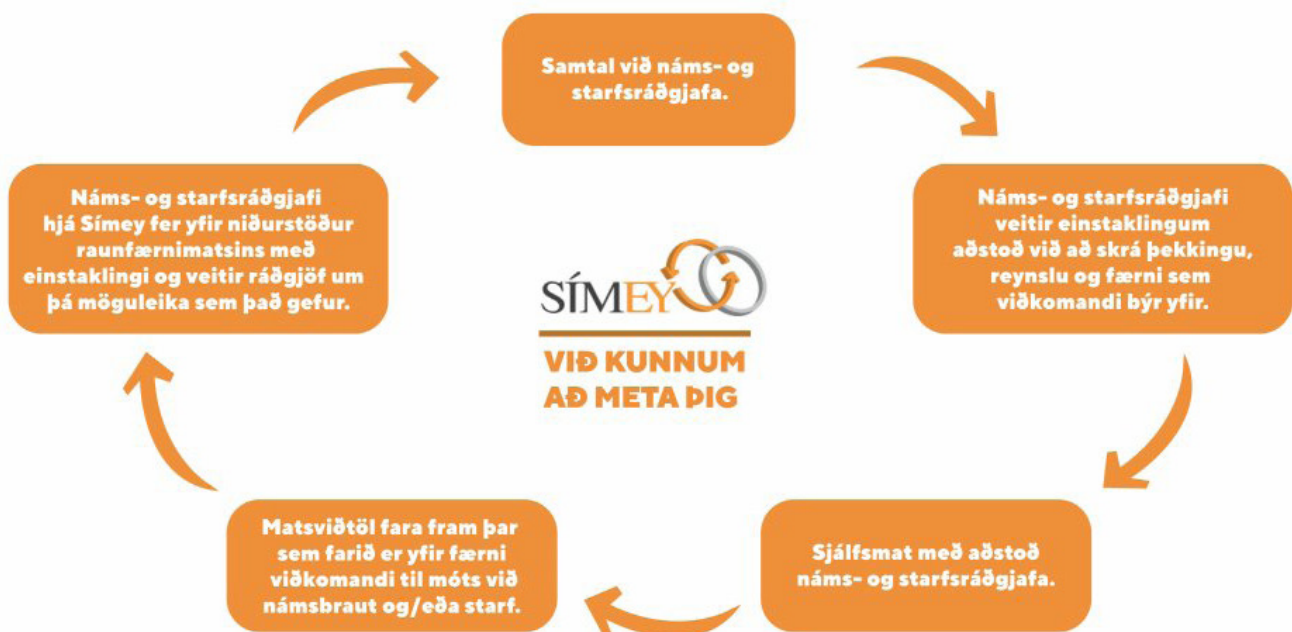 Samtal við náms- og
starfsráðgjafa.
Náms- og starfsráðgjafi
veitir einstaklingum
aðstoð við að skrá þekkingu,
reynslu og færni sem
viðkomandi býr yfir.
Sjálfsmat með aðstoð
náms- og starfsráðgjafa.
Matsviðtöl fara fram þar
sem farið er yfir færni
viðkomandi til móts við
námsbraut og/eða starf.
Náms- og starfsráðgjafi
hjá Símey fer yfir niðurstöður
raunfærnimatsins með
einstaklingi og veitir ráðgjöf um
þá möguleika sem það gefur.
SÍMEY
VIÐ KUNNUM
AÐ META ÞIG